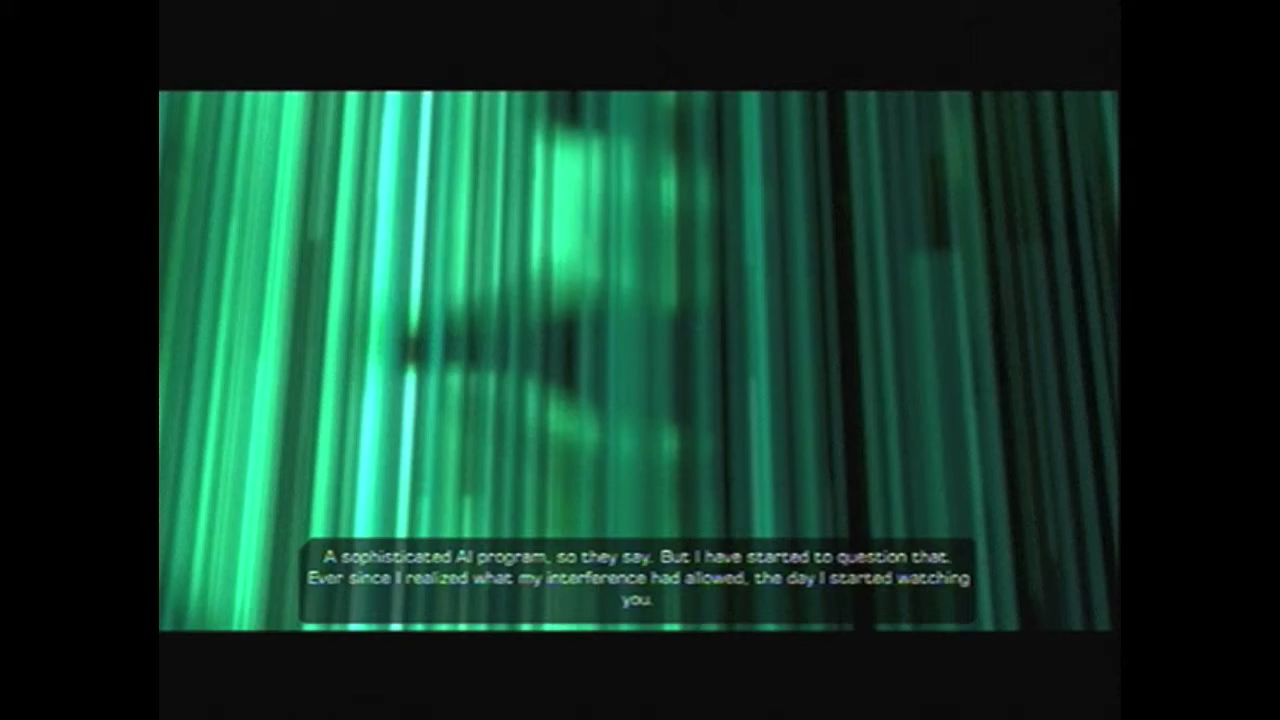 A sophisticated AI program, so they say. But I have started to question that.
Ever since I realized what my interference had allowed, the day I started watching
you.